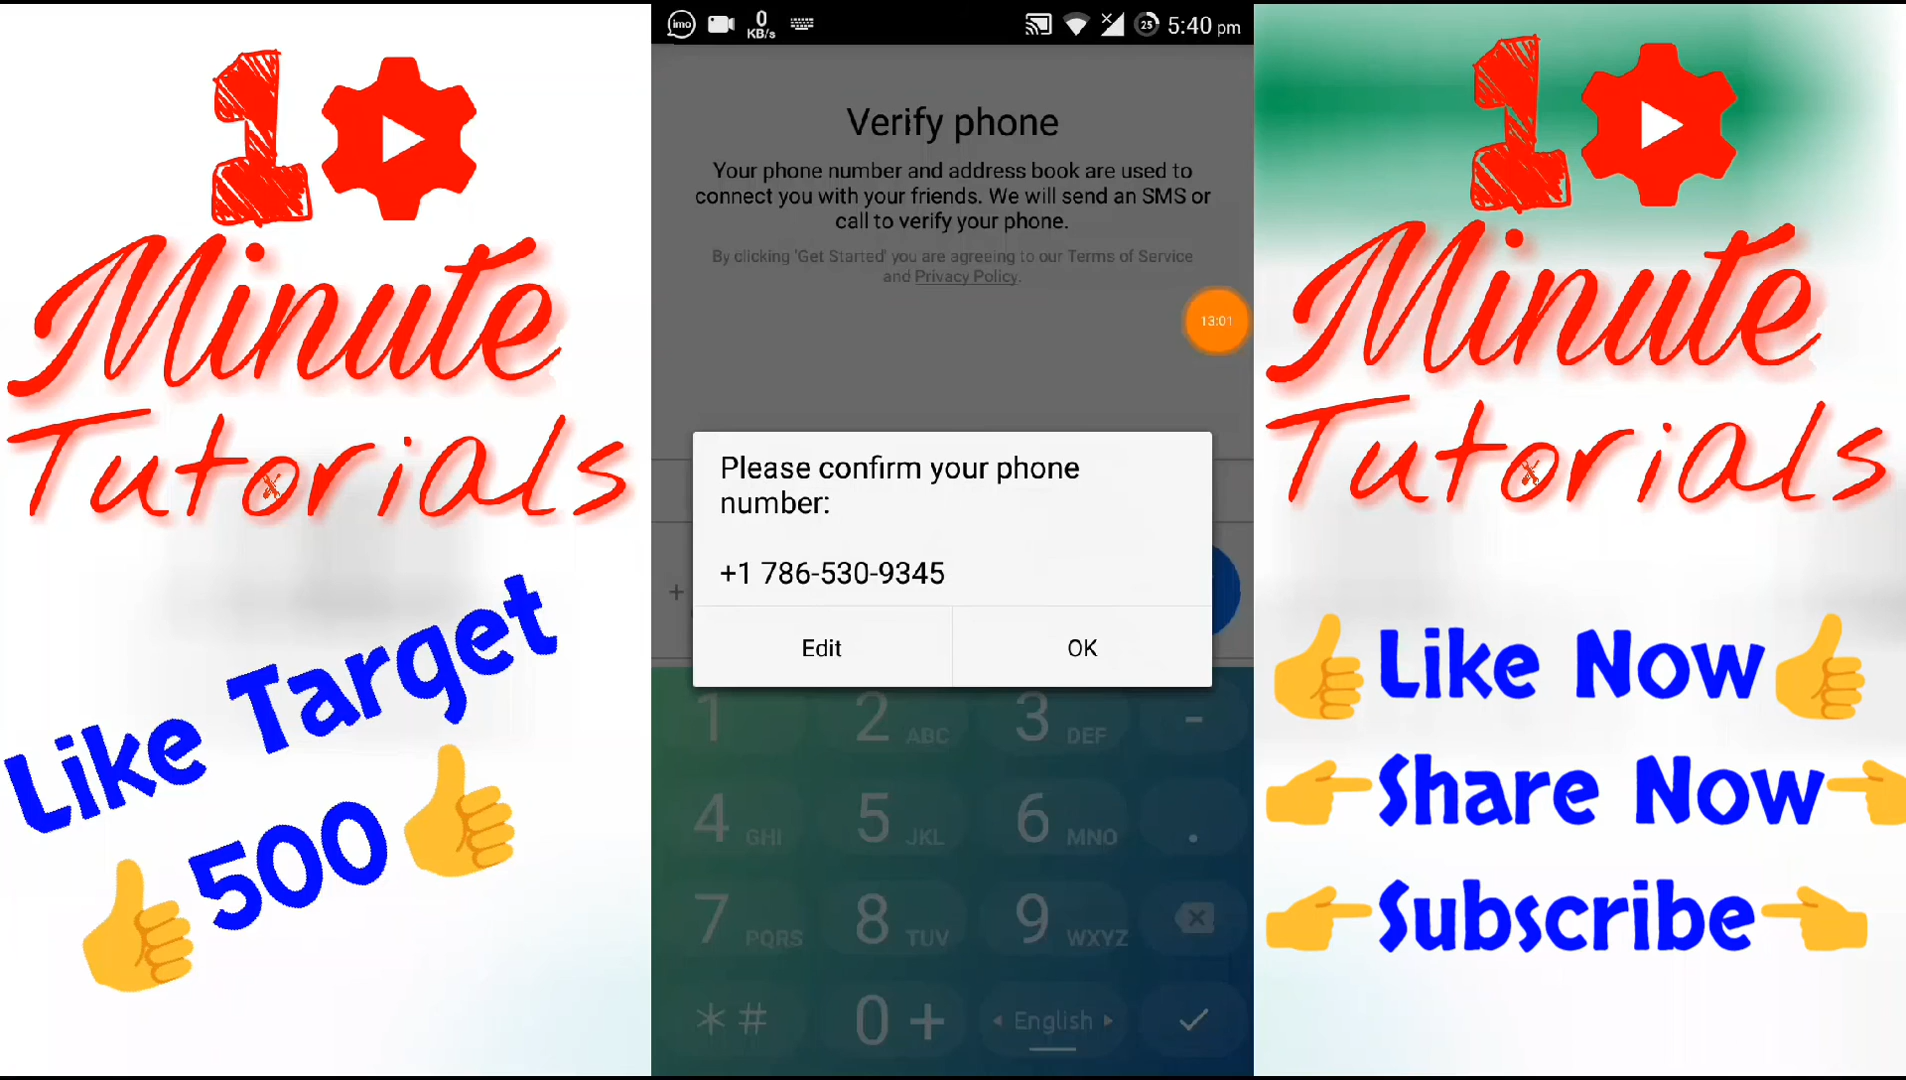 10
Minute
Tutorials
Like Target
500
imo
0
KB/s
25
5:40 pm
Verify phone
Your phone number and address book are used to
connect you with your friends. We will send an SMS or
call to verify your phone.
By clicking 'Get Started' you are agreeing to our Terms of Service
and Privacy Policy.
13:01
Please confirm your phone
number:
+1 786-530-9345
Edit
OK
+
1
2 ABC
3 DEF
-
4 GHI
5 JKL
6 MNO
.
7 PQRS
8 TUV
9 WXYZ
* #
0 +
English
10
Minute
Tutorials
Like Now
Share Now
Subscribe